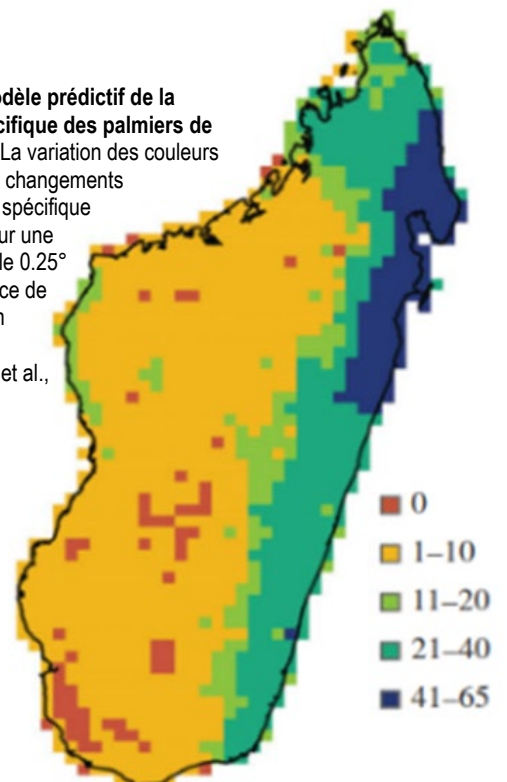 dèle prédictif de la
cifique des palmiers de
La variation des couleurs
changements
spécifique
ur une
le 0.25°
ce de
n
et al.,
0
1–10
11–20
21–40
41–65